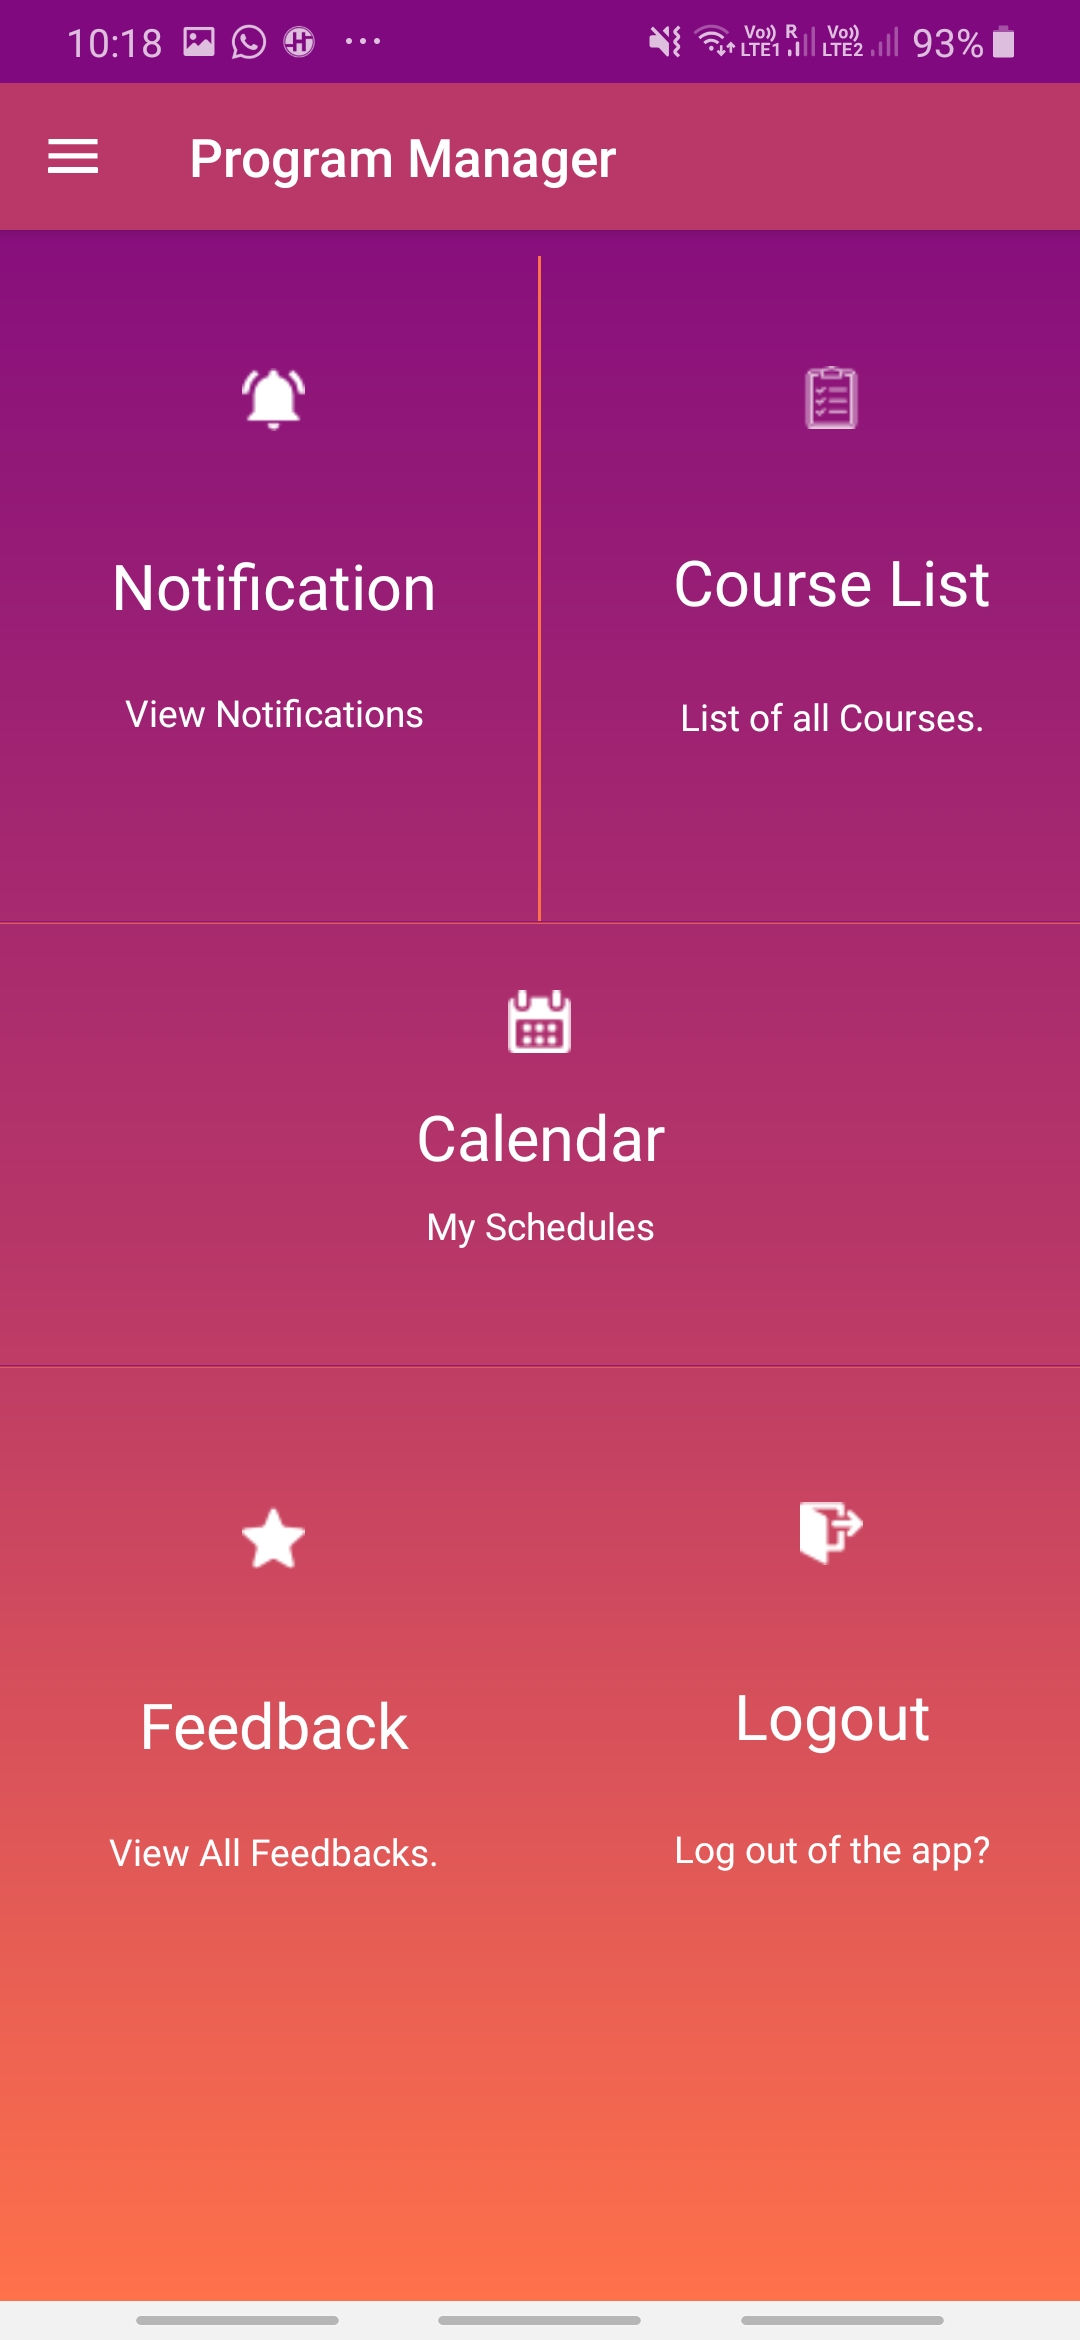 10:18 Vo)) LTE1 R Vo)) LTE2 93%
Program Manager
Notification
View Notifications
Course List
List of all Courses.
Calendar
My Schedules
Feedback
View All Feedbacks.
Logout
Log out of the app?